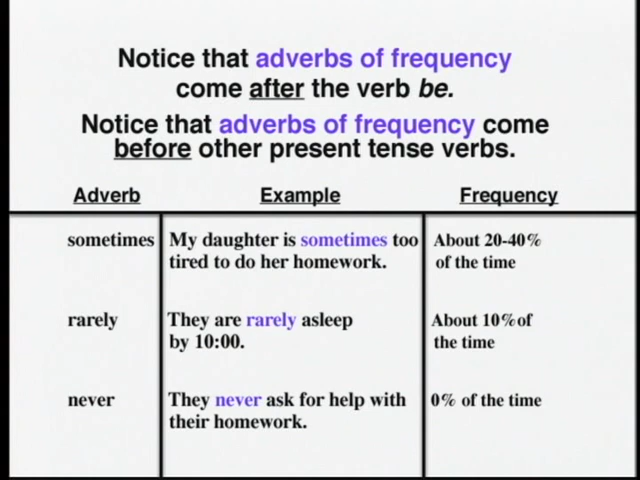 Notice that adverbs of frequency
come after the verb be.
Notice that adverbs of frequency come
before other present tense verbs.
Adverb Example Frequency
sometimes My daughter is sometimes too About 20-40%
tired to do her homework. of the time
rarely They are rarely asleep About 10%of
by 10:00. the time
never They never ask for help with 0% of the time
their homework.